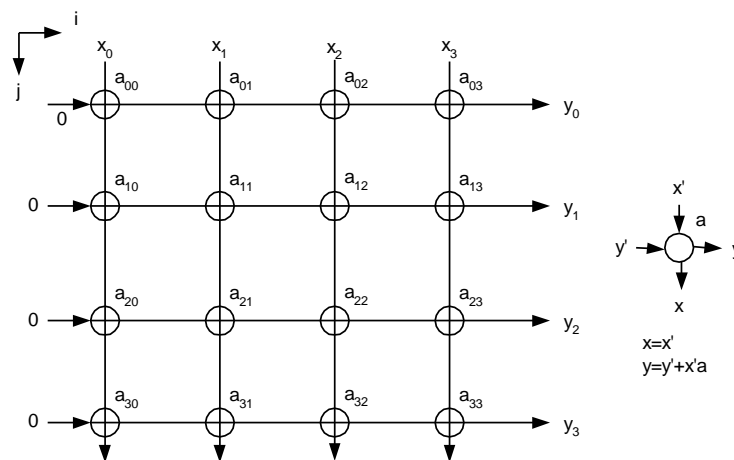 i
j
x0 x1 x2 x3
a00 a01 a02 a03
0 y0
a10 a11 a12 a13
0 y1
a20 a21 a22 a23
0 y2
a30 a31 a32 a33
0 y3
x'
a
y' y
x
x=x'
y=y'+x'a